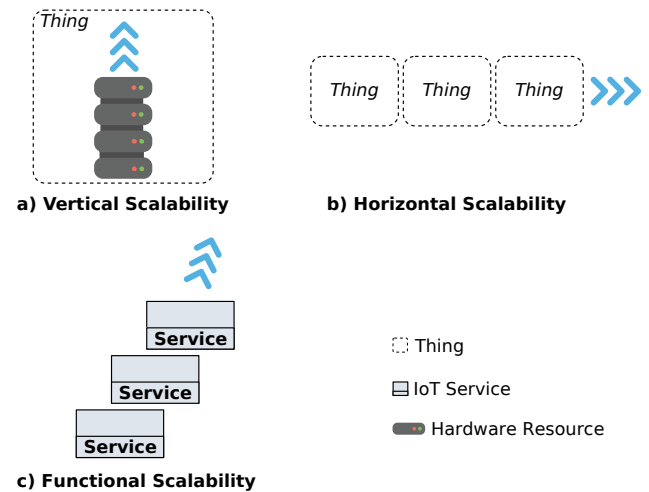 Thing
Thing
Thing
Thing
a) Vertical Scalability
b) Horizontal Scalability
Service
Service
Service
Thing
IoT Service
Hardware Resource
c) Functional Scalability